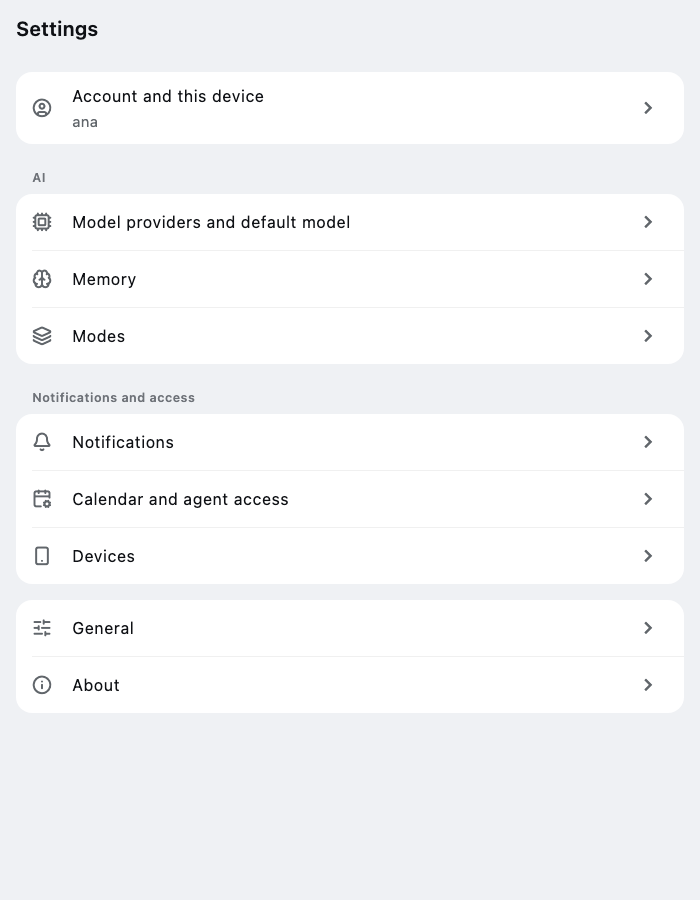 Settings
Account and this device
ana
AI
Model providers and default model
Memory
Modes
Notifications and access
Notifications
Calendar and agent access
Devices
General
About